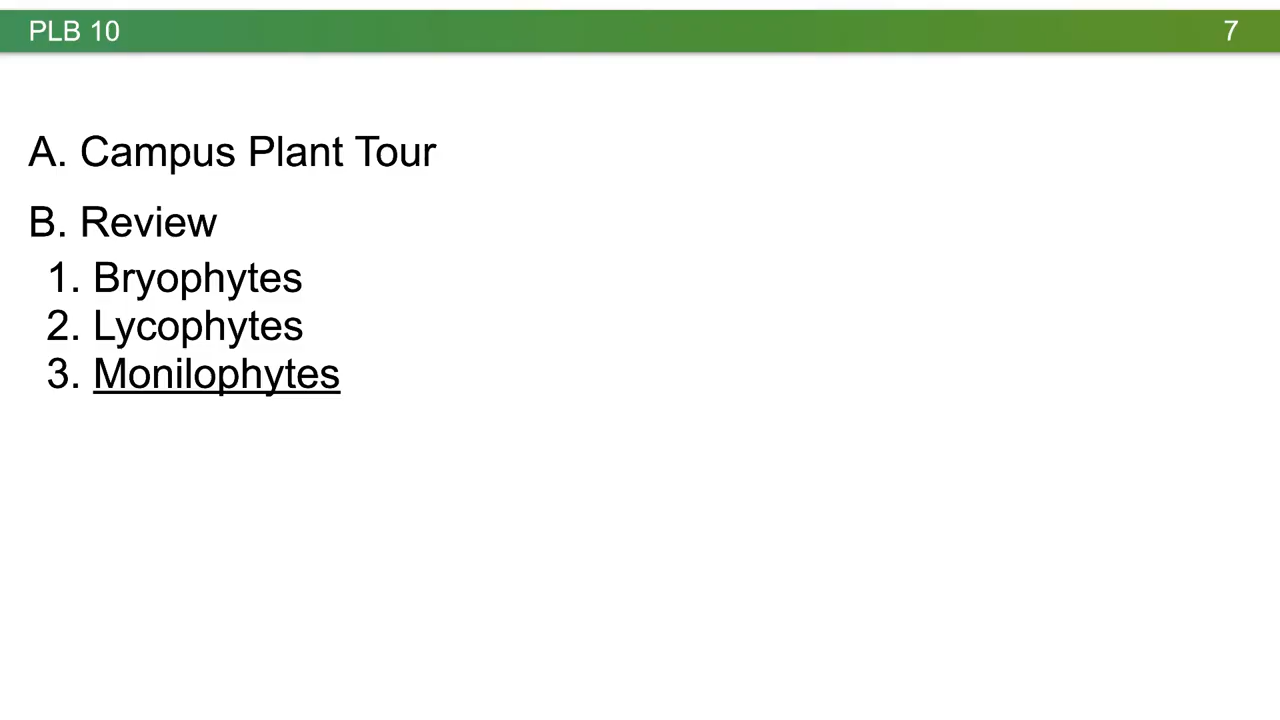 PLB 10 7
A. Campus Plant Tour
B. Review
1. Bryophytes
2. Lycophytes
3. Monilophytes